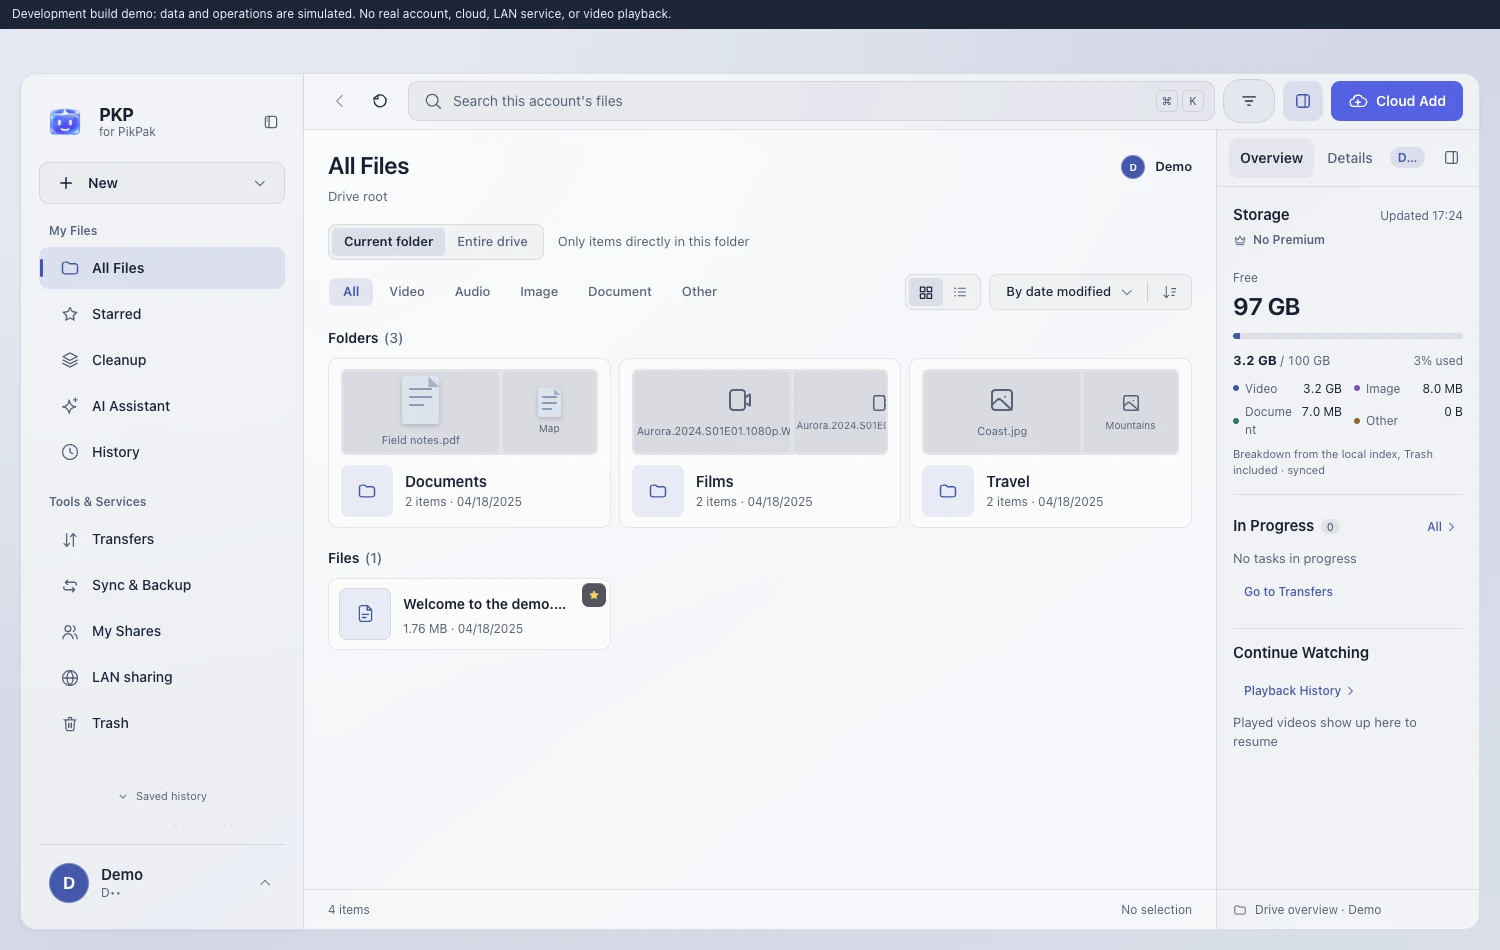 Development build demo: data and operations are simulated. No real account, cloud, LAN service, or video playback.
PKP
for PikPak
New
My Files
All Files
Starred
Cleanup
AI Assistant
History
Tools & Services
Transfers
Sync & Backup
My Shares
LAN sharing
Trash
Saved history
D
Demo
D••
Search this account's files
⌘ K
Cloud Add
All Files
D Demo
Drive root
Current folder Entire drive Only items directly in this folder
All Video Audio Image Document Other
By date modified
Folders (3)
Field notes.pdf
Map
Documents
2 items · 04/18/2025
Aurora.2024.S01E01.1080p.W
Aurora.2024.S01E0
Films
2 items · 04/18/2025
Coast.jpg
Mountains
Travel
2 items · 04/18/2025
Files (1)
Welcome to the demo....
1.76 MB · 04/18/2025
4 items
No selection
Overview Details D...
Storage Updated 17:24
No Premium
Free
97 GB
3.2 GB / 100 GB 3% used
Video 3.2 GB Image 8.0 MB
Docume 7.0 MB Other 0 B
nt
Breakdown from the local index, Trash
included · synced
In Progress 0 All
No tasks in progress
Go to Transfers
Continue Watching
Playback History
Played videos show up here to
resume
Drive overview · Demo